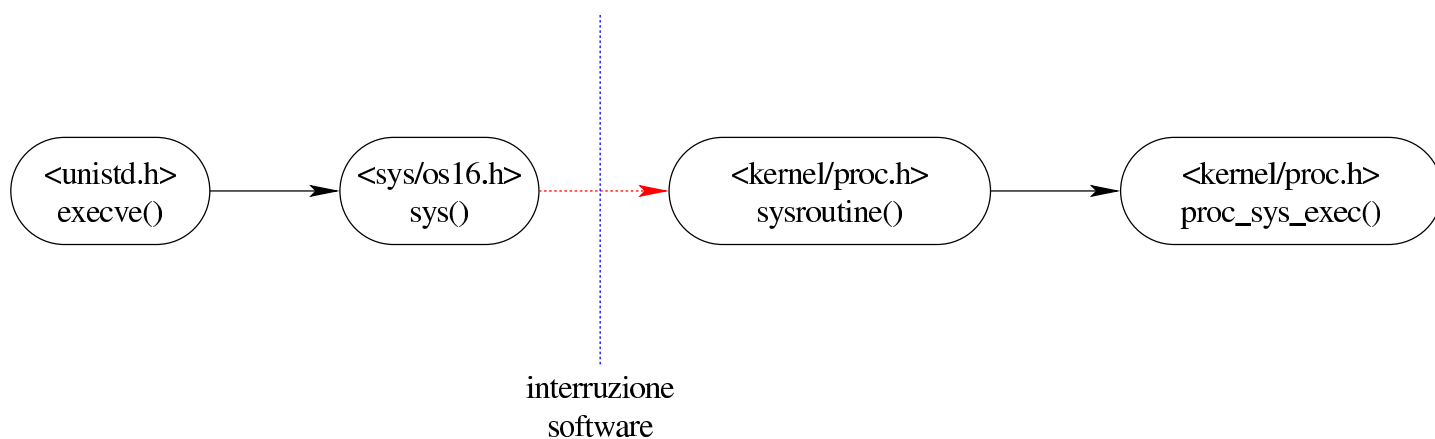 <unistd.h>
execve()
<sys/os16.h>
sys()
<kernel/proc.h>
sysroutine()
<kernel/proc.h>
proc_sys_exec()
interruzione
software